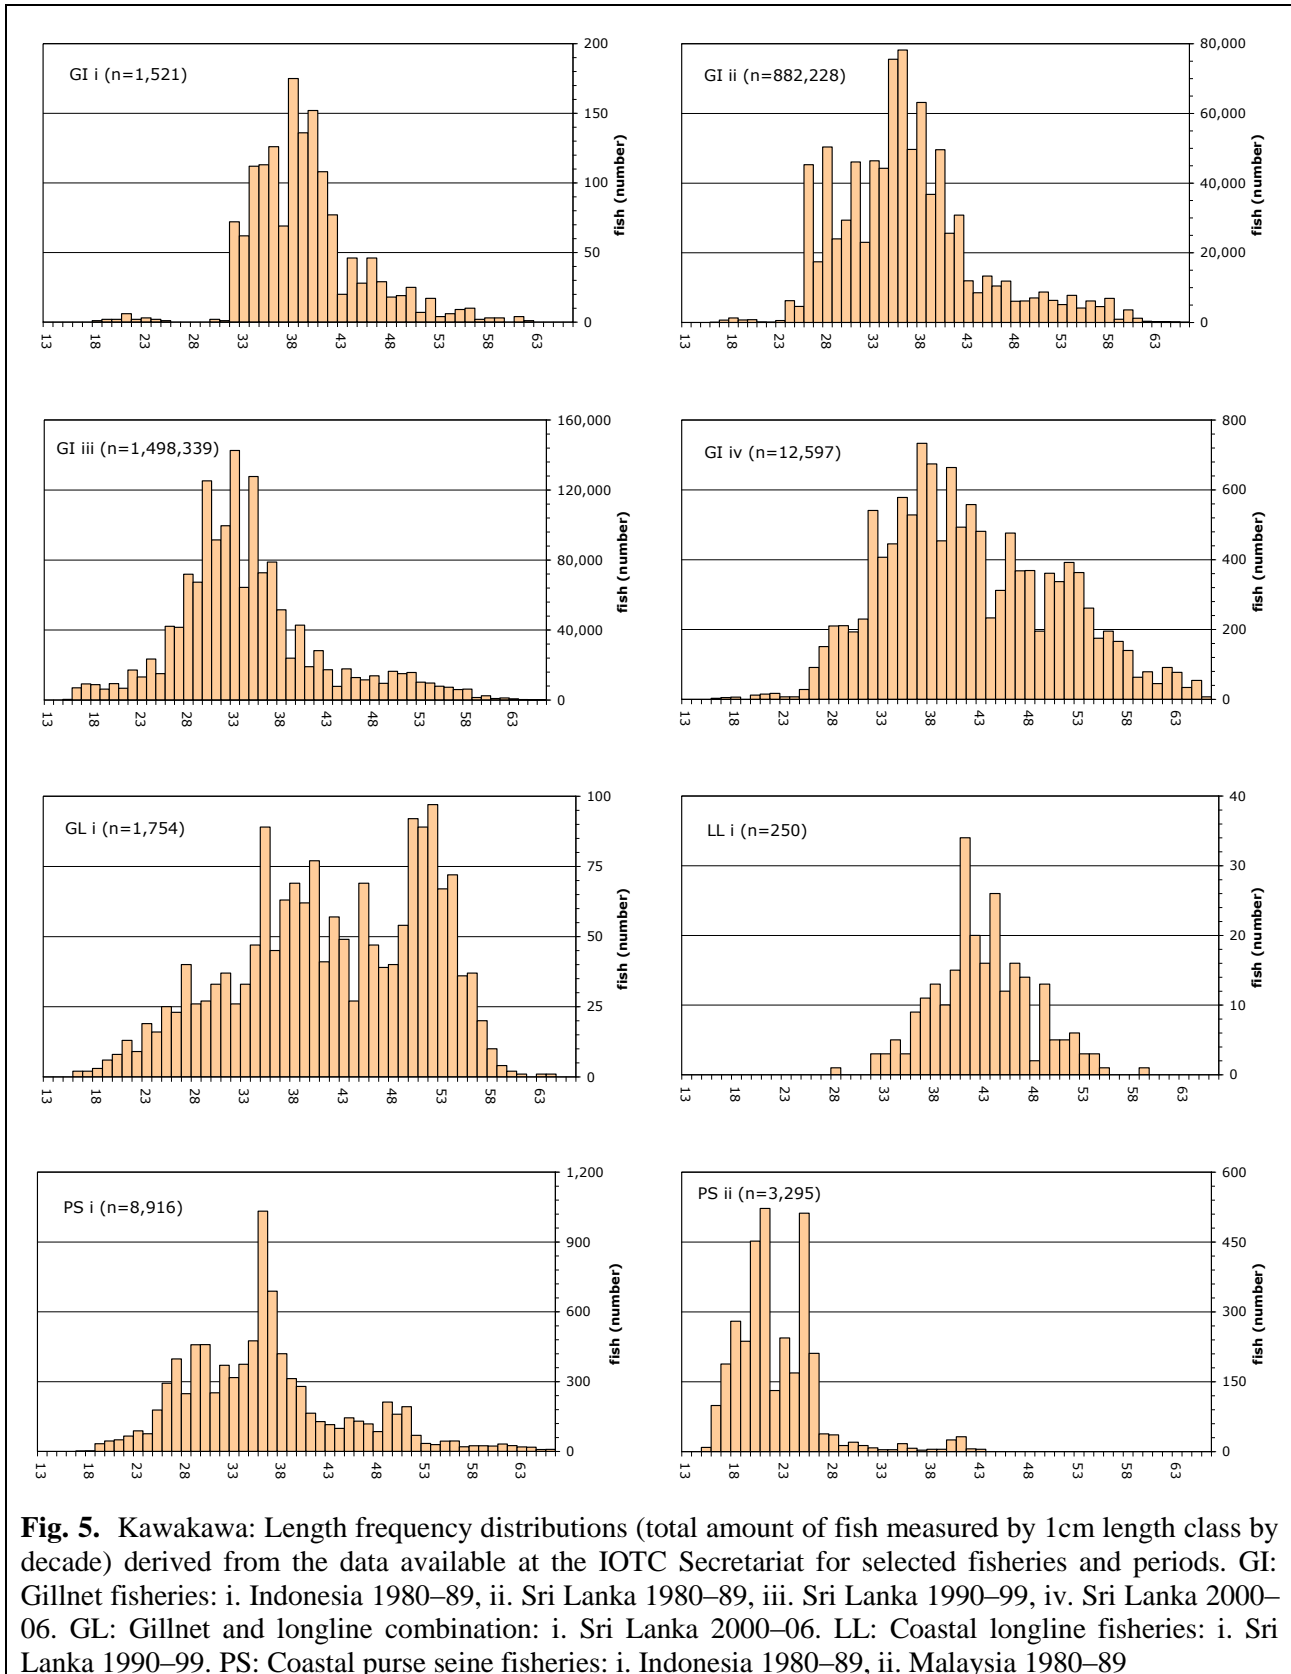 GI i (n=1,521)
200
150
100
50
0
fish (number)
13 18 23 33 38 43 48 53 58 63
GI ii (n=882,228)
80,000
60,000
40,000
20,000
0
fish (number)
13 18 23 28 33 38 43 48 53 58 63
GI iii (n=1,498,339)
160,000
120,000
80,000
40,000
0
fish (number)
13 18 23 28 33 38 43 48 53 58 63
GI iv (n=12,597)
800
600
400
200
0
fish (number)
13 18 23 28 33 38 43 48 53 58 63
GL i (n=1,754)
100
75
50
25
0
fish (number)
13 18 23 28 33 38 43 48 53 58 63
LL i (n=250)
40
30
20
10
0
fish (number)
13 18 23 28 33 38 43 48 53 58 63
PS i (n=8,916)
1,200
900
600
300
0
fish (number)
13 18 23 28 33 38 43 48 53 58 63
PS ii (n=3,295)
600
450
300
150
0
fish (number)
13 18 23 28 33 38 43 48 53 58 63
Fig. 5. Kawakawa: Length frequency distributions (total amount of fish measured by 1cm length class by
decade) derived from the data available at the IOTC Secretariat for selected fisheries and periods. GI:
Gillnet fisheries: i. Indonesia 1980–89, ii. Sri Lanka 1980–89, iii. Sri Lanka 1990–99, iv. Sri Lanka 2000–
06. GL: Gillnet and longline combination: i. Sri Lanka 2000–06. LL: Coastal longline fisheries: i. Sri
Lanka 1990–99. PS: Coastal purse seine fisheries: i. Indonesia 1980–89, ii. Malaysia 1980–89